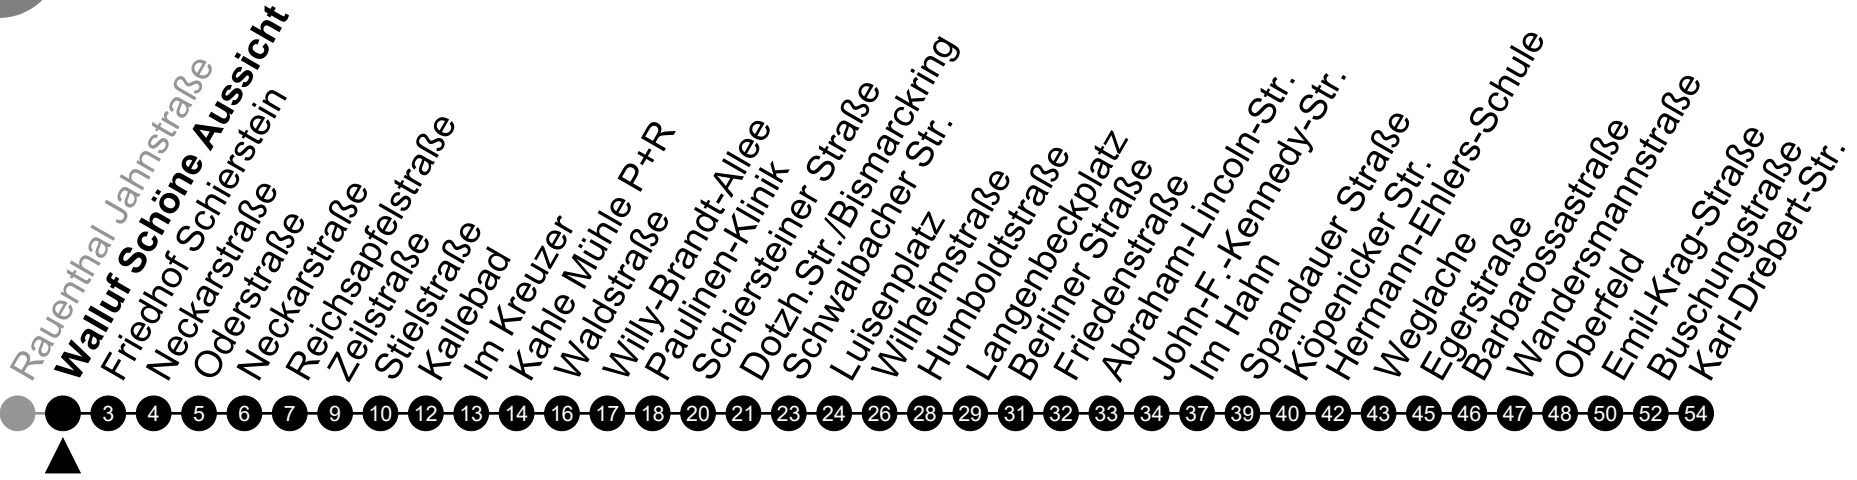 Rauenthal Jahnstraße
Walluf Schöne Aussicht
Friedhof Schierstein
Neckarstraße
Oderstraße
Neckarstraße
Reichsapfelstraße
Zeilstraße
Stielstraße
Kallebad
Im Kreuzer
Kahle Mühle P+R
Waldstraße
Willy-Brandt-Allee
Paulinen-Klinik
Schiersteiner Straße
Dotzh.Str./Bismarckring
Schwalbacher Str.
Luisenplatz
Wilhelmstraße
Humboldtstraße
Langenbeckplatz
Berliner Straße
Friedenstraße
Abraham-Lincoln-Str.
John-F.-Kennedy-Str.
Im Hahn
Spandauer Straße
Köpenicker Str.
Hermann-Ehlers-Schule
Weglache
Egerstraße
Barbarossastraße
Wandersmannstraße
Oberfeld
Emil-Krag-Straße
Buschungstraße
Karl-Drebert-Str.
3 4 5 6 7 9 10 12 13 14 16 17 18 20 21 23 24 26 28 29 31 32 33 34 37 39 40 42 43 45 46 47 48 50 52 54